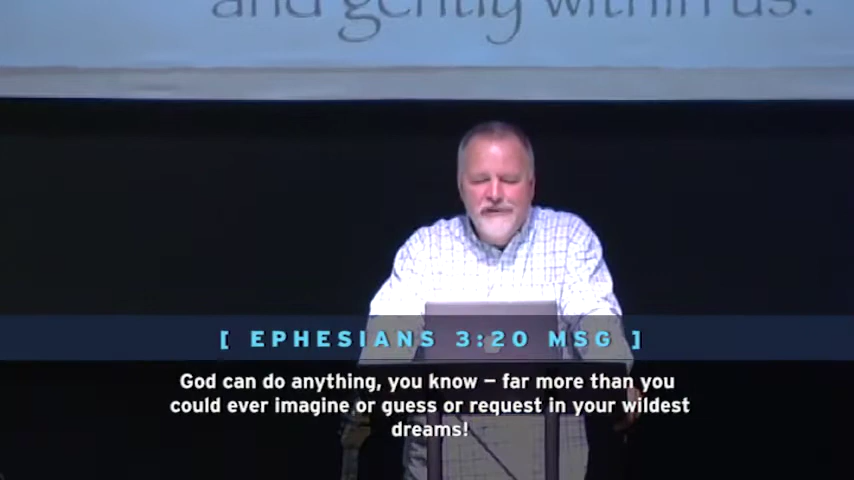 and gently within us.
[ EPHESIANS 3:20 MSG ]
God can do anything, you know – far more than you
could ever imagine or guess or request in your wildest
dreams!